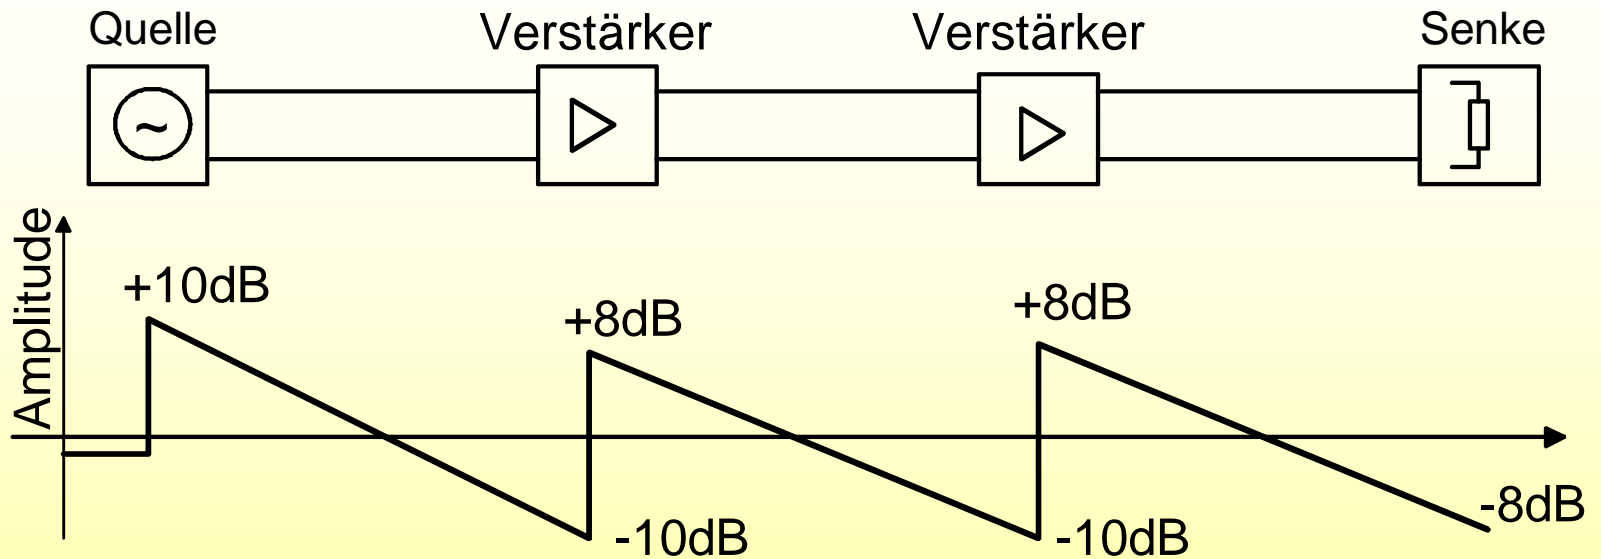 Quelle
Verstärker
Verstärker
Senke
~
Amplitude
+10dB
+8dB
+8dB
-10dB
-10dB
-8dB